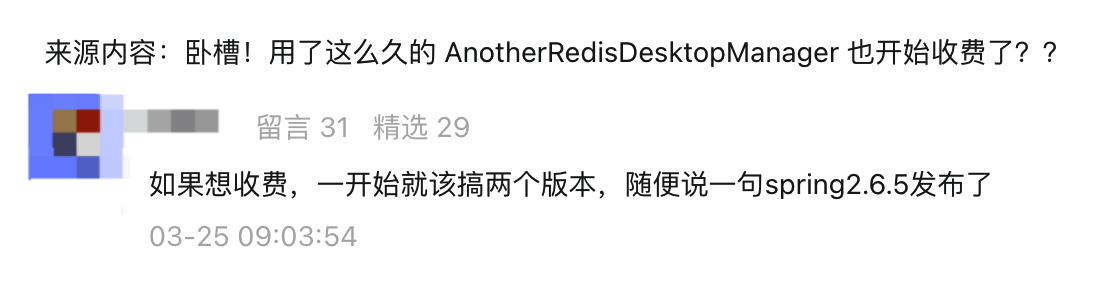 来源内容：卧槽！用了这么久的 AnotherRedisDesktopManager 也开始收费了？？
留言 31 精选 29
如果想收费，一开始就该搞两个版本，随便说一句spring2.6.5发布了
03-25 09:03:54